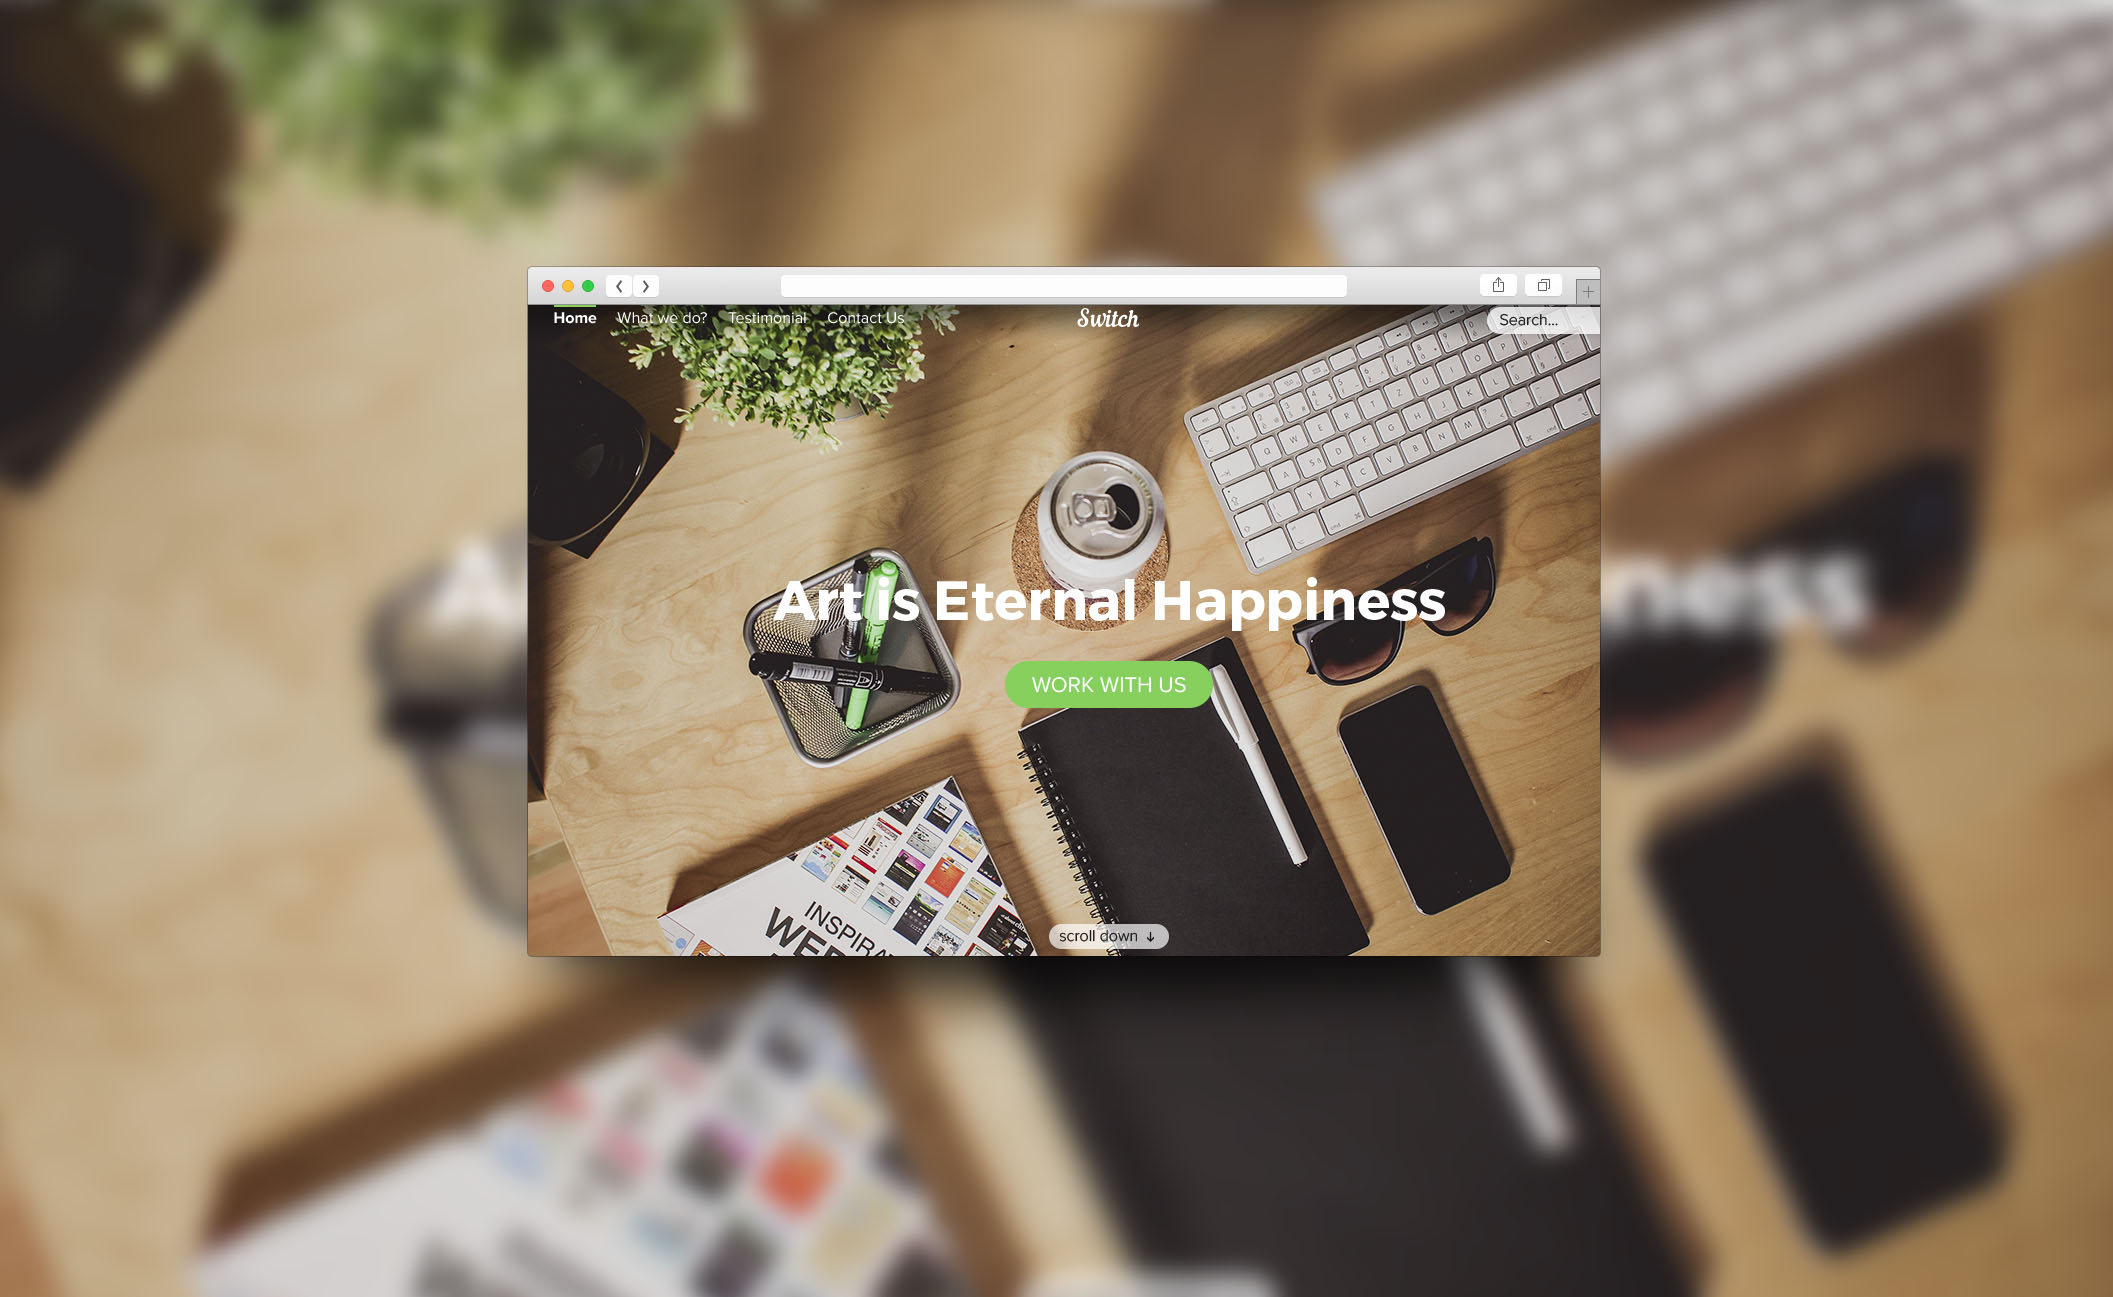 Home What we do? Testimonial Contact Us Switch Search...
Art is Eternal Happiness
WORK WITH US
INSPIRA
WEB
scroll down ↓